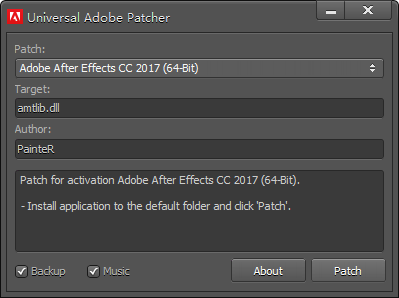 Universal Adobe Patcher
Patch:
Adobe After Effects CC 2017 (64-Bit)
Target:
amtlib.dll
Author:
PainteR
Patch for activation Adobe After Effects CC 2017 (64-Bit).
- Install application to the default folder and click 'Patch'.
Backup Music About Patch